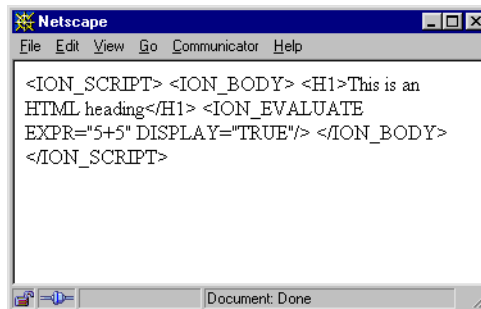 Netscape
File Edit View Go Communicator Help
<ION_SCRIPT> <ION_BODY> <H1>This is an
HTML heading</H1> <ION_EVALUATE
EXPR="5+5" DISPLAY="TRUE"/> </ION_BODY>
</ION_SCRIPT>
Document: Done